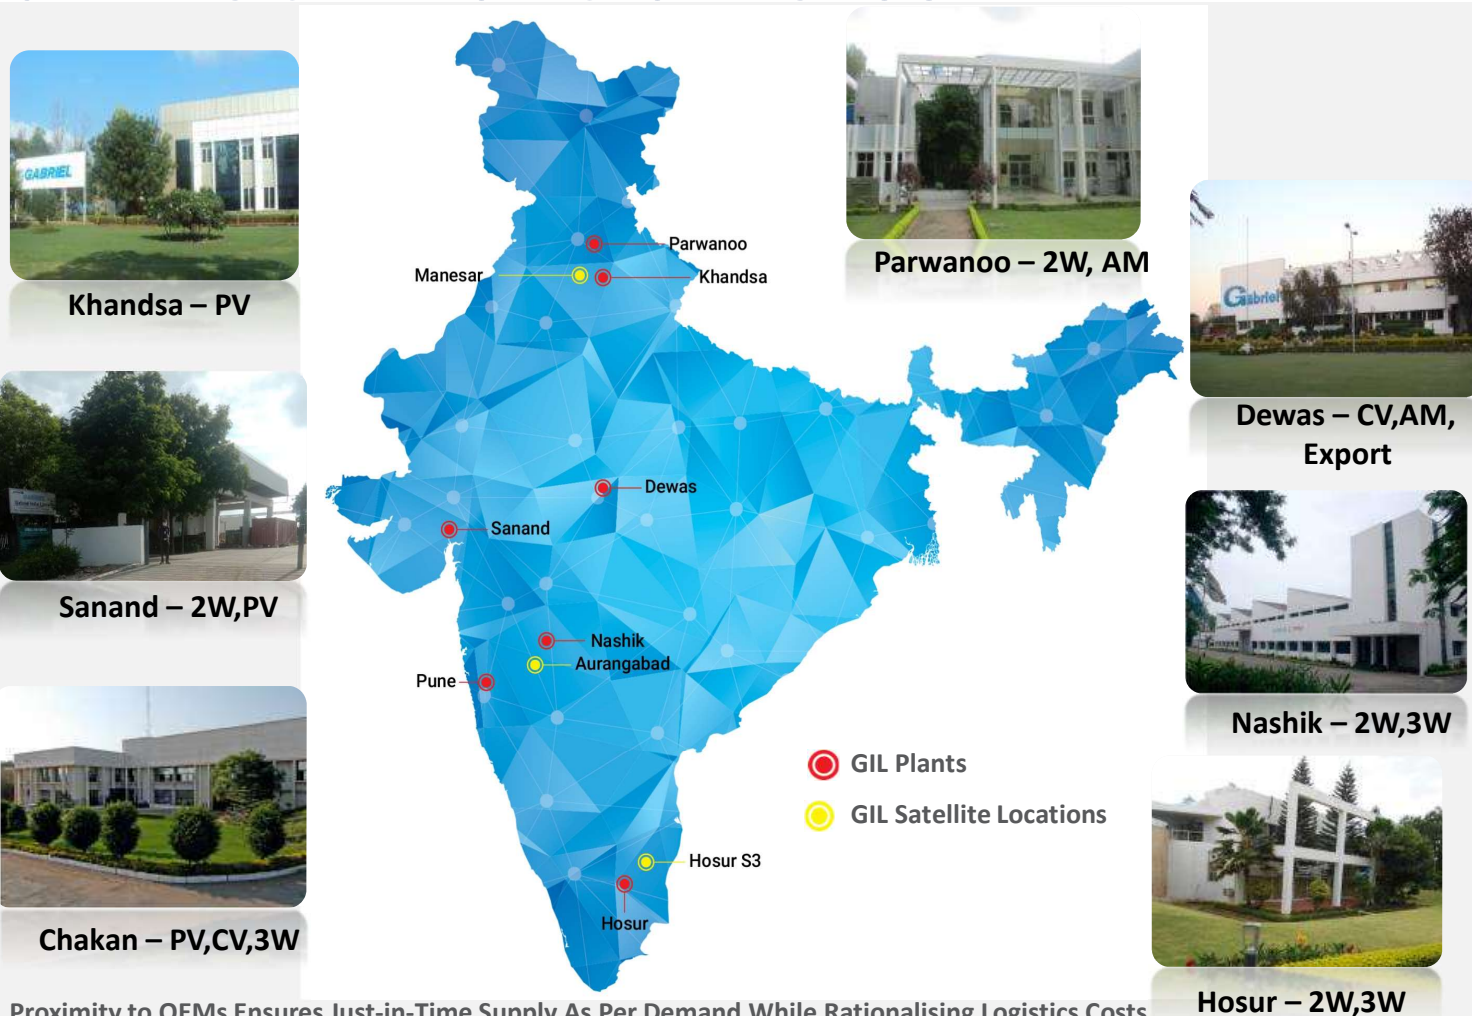 GABRIEL
Khandsa – PV
Parwanoo – 2W, AM
Parwanoo
Manesar
Khandsa
Gabriel
Dewas – CV,AM,
Export
Sanand – 2W,PV
Dewas
Sanand
Nashik
Aurangabad
Pune
Nashik – 2W,3W
GIL Plants
GIL Satellite Locations
Chakan – PV,CV,3W
Hosur S3
Hosur
Hosur – 2W,3W
Proximity to OEMs Ensures Just-in-Time Supply As Per Demand While Rationalising Logistics Costs